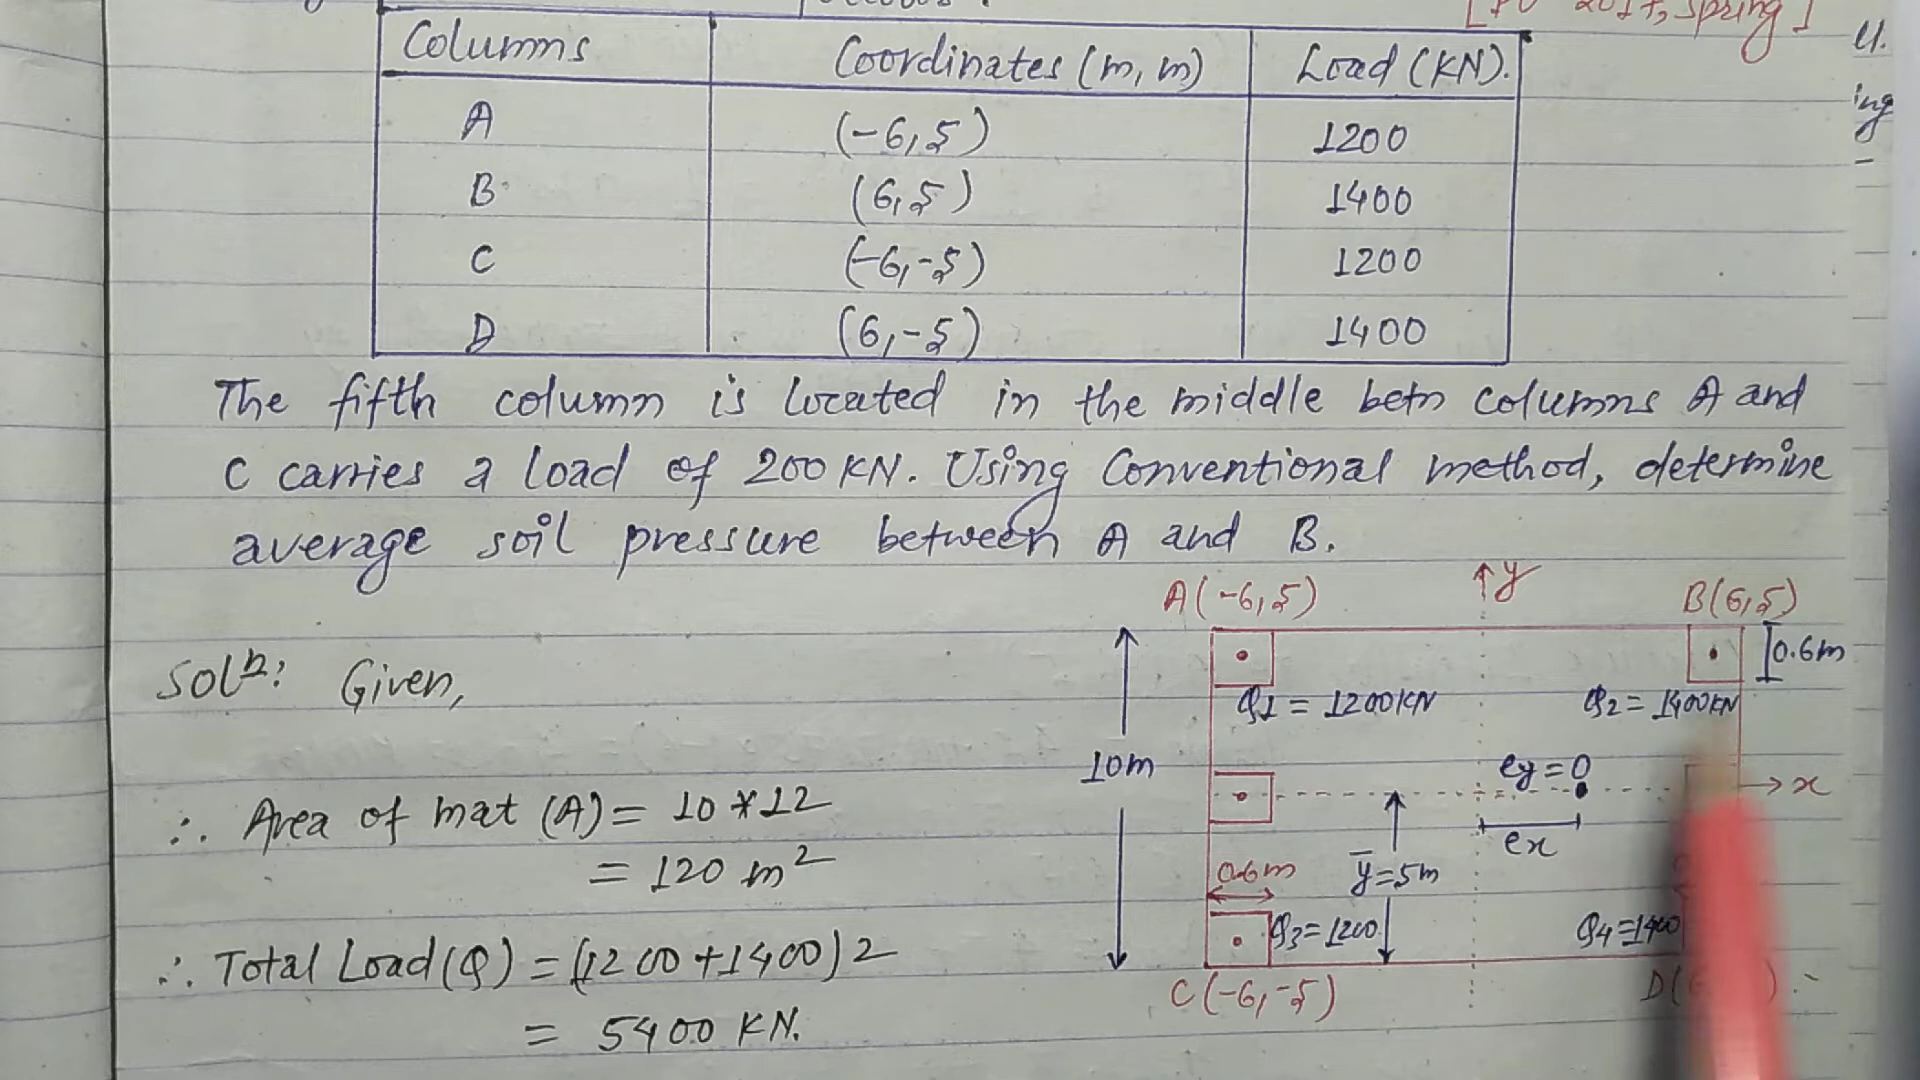 [PU 2017, Spring]
Columns Coordinates (m, m) Load (KN).
A (-6,5) 1200
B (6,5) 1400
C (-6,-5) 1200
D (6,-5) 1400
The fifth column is located in the middle betn columns A and
C carries a load of 200 KN. Using Conventional method, determine
average soil pressure between A and B.
Soln: Given,
∴ Area of mat (A) = 10*12
= 120 m2
∴ Total Load (Q) = (1200+1400)2
= 5400 KN.
y
A(-6,5) B(6,5)
0.6m
Q1 = 1200KN Q2 = 1400KN
10m
ey=0
x
ex
0.6m
y̅=5m
Q3=1200 Q4=1400
C(-6,-5) D(
ing